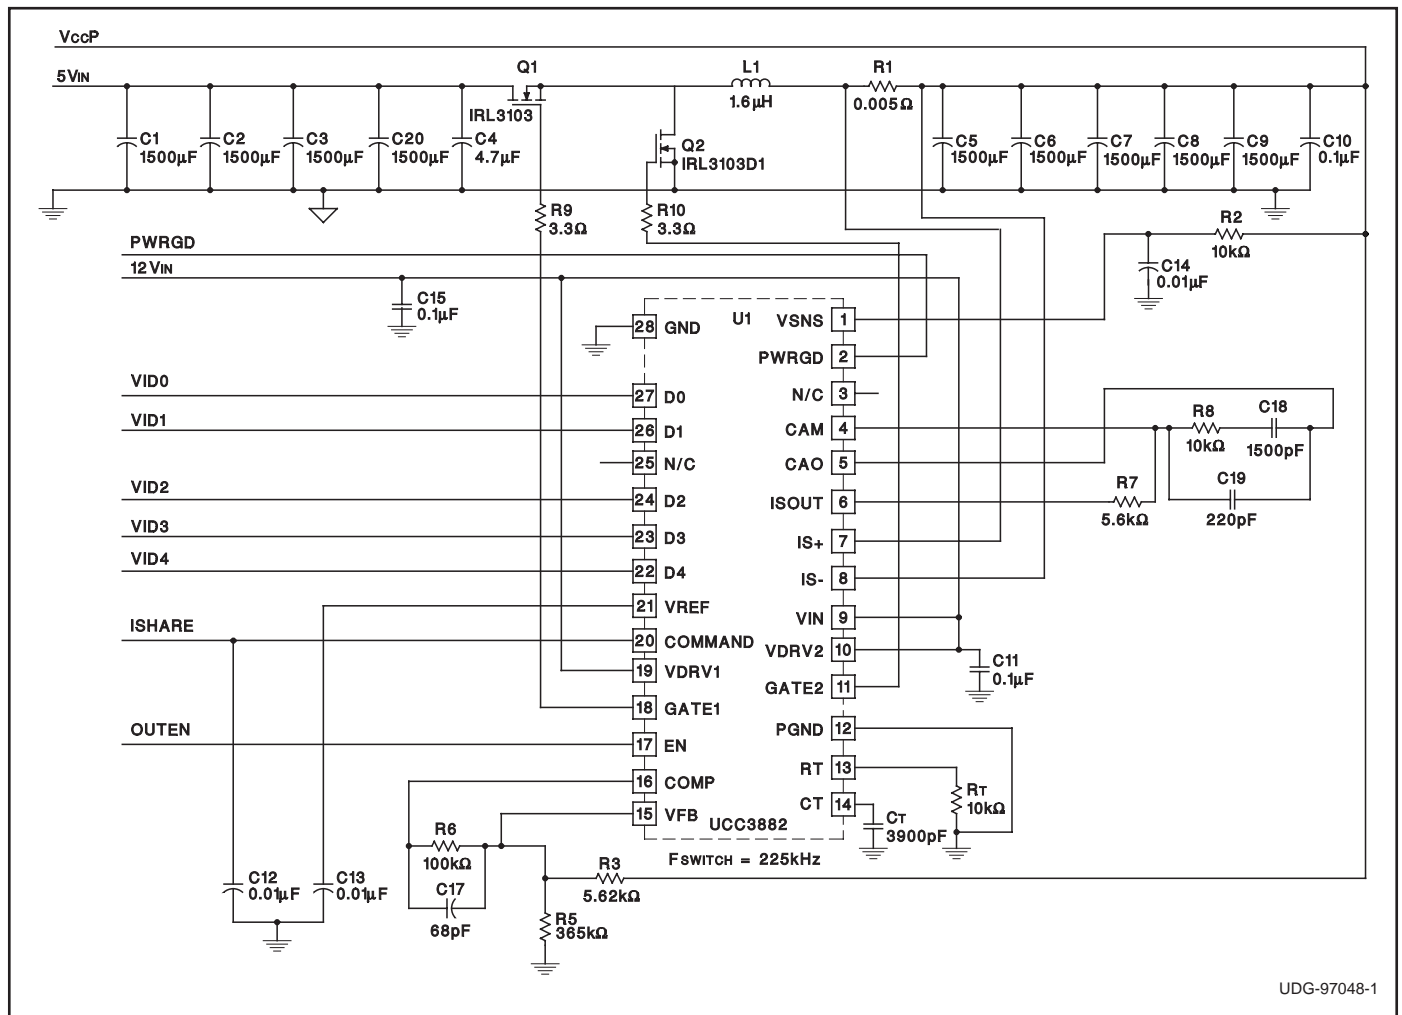 VCCP
5VIN
Q1
IRL3103
L1
1.6µH
R1
0.005Ω
C1
1500µF
C2
1500µF
C3
1500µF
C20
1500µF
C4
4.7µF
Q2
IRL3103D1
C5
1500µF
C6
1500µF
C7
1500µF
C8
1500µF
C9
1500µF
C10
0.1µF
R9
3.3Ω
R10
3.3Ω
R2
10kΩ
PWRGD
12VIN
C14
0.01µF
C15
0.1µF
U1
28 GND
VSNS 1
PWRGD 2
VID0
27 D0
N/C 3
VID1
26 D1
CAM 4
R8
10kΩ
C18
1500pF
25 N/C
CAO 5
VID2
24 D2
ISOUT 6
R7
5.6kΩ
C19
220pF
VID3
23 D3
IS+ 7
VID4
22 D4
IS- 8
21 VREF
VIN 9
ISHARE
20 COMMAND
VDRV2 10
19 VDRV1
C11
0.1µF
GATE2 11
18 GATE1
OUTEN
17 EN
PGND 12
16 COMP
RT 13
RT
10kΩ
15 VFB
CT 14
CT
3900pF
UCC3882
FSWITCH = 225kHz
R6
100kΩ
C17
68pF
R3
5.62kΩ
R5
365kΩ
C12
0.01µF
C13
0.01µF
UDG-97048-1